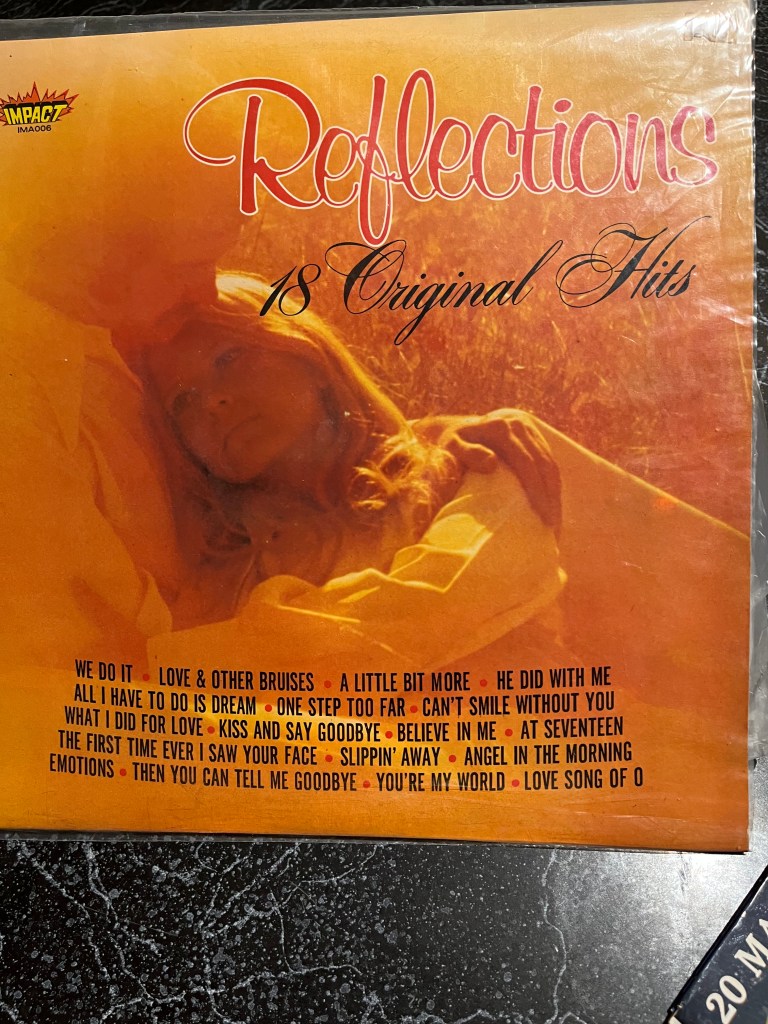 IMPACT
IMA006
Reflections
18 Original Hits
WE DO IT • LOVE & OTHER BRUISES • A LITTLE BIT MORE • HE DID WITH ME
ALL I HAVE TO DO IS DREAM • ONE STEP TOO FAR • CAN'T SMILE WITHOUT YOU
WHAT I DID FOR LOVE • KISS AND SAY GOODBYE • BELIEVE IN ME • AT SEVENTEEN
THE FIRST TIME EVER I SAW YOUR FACE • SLIPPIN' AWAY • ANGEL IN THE MORNING
EMOTIONS • THEN YOU CAN TELL ME GOODBYE • YOU'RE MY WORLD • LOVE SONG OF O
20 MA